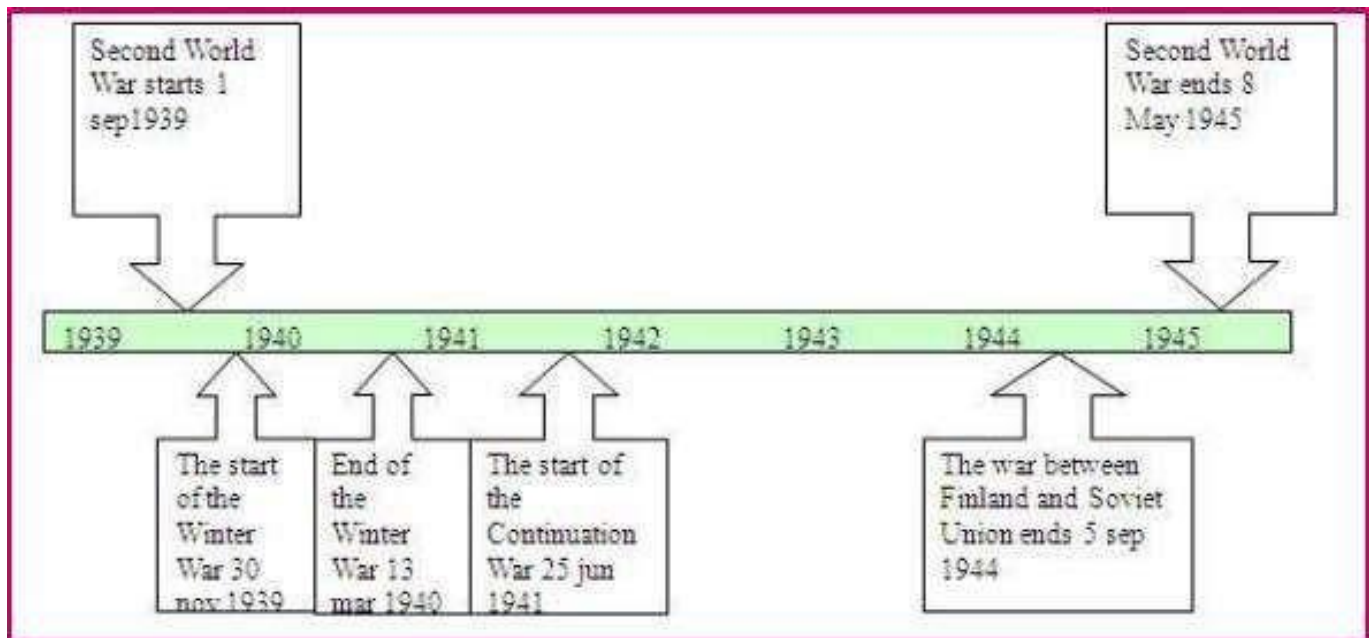 Second World
War starts 1
sep1939
Second World
War ends 8
May 1945
1939 1940 1941 1942 1943 1944 1945
The start
of the
Winter
War 30
nov 1939
End of
the
Winter
War 13
mar 1940
The start of
the
Continuation
War 25 jun
1941
The war between
Finland and Soviet
Union ends 5 sep
1944